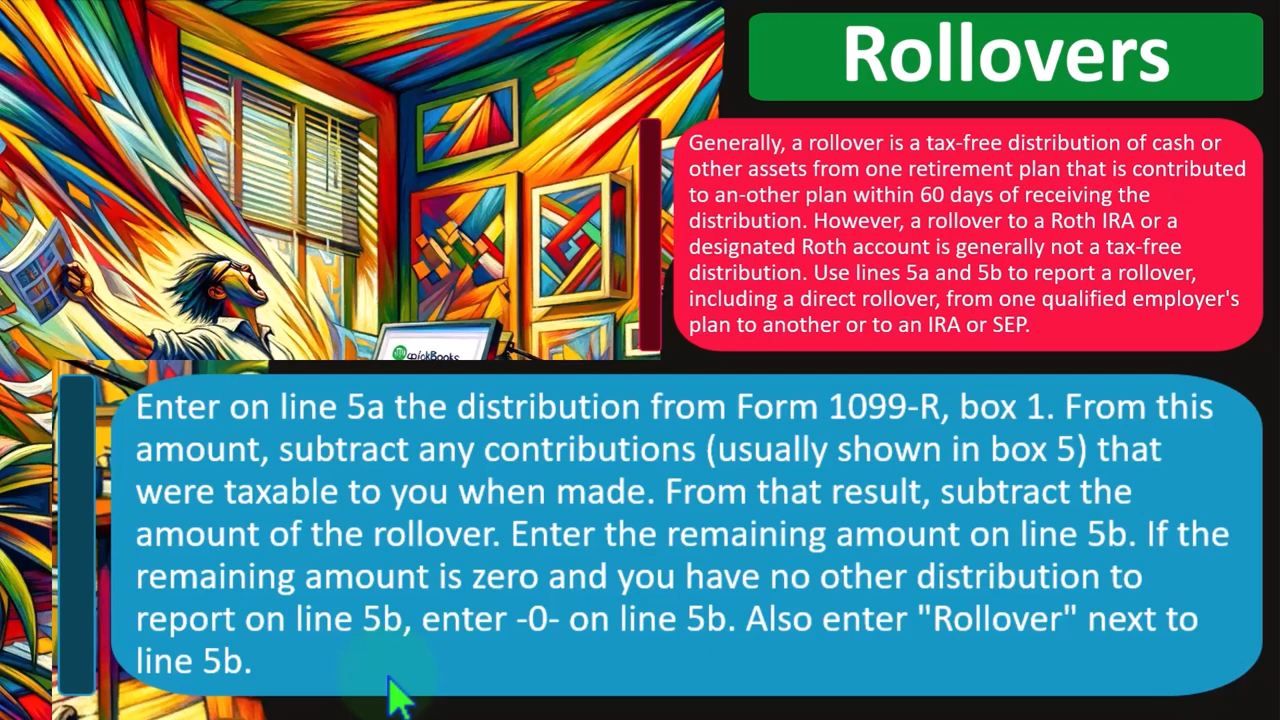 Rollovers
Generally, a rollover is a tax-free distribution of cash or
other assets from one retirement plan that is contributed
to an-other plan within 60 days of receiving the
distribution. However, a rollover to a Roth IRA or a
designated Roth account is generally not a tax-free
distribution. Use lines 5a and 5b to report a rollover,
including a direct rollover, from one qualified employer's
plan to another or to an IRA or SEP.
Enter on line 5a the distribution from Form 1099-R, box 1. From this
amount, subtract any contributions (usually shown in box 5) that
were taxable to you when made. From that result, subtract the
amount of the rollover. Enter the remaining amount on line 5b. If the
remaining amount is zero and you have no other distribution to
report on line 5b, enter -0- on line 5b. Also enter "Rollover" next to
line 5b.